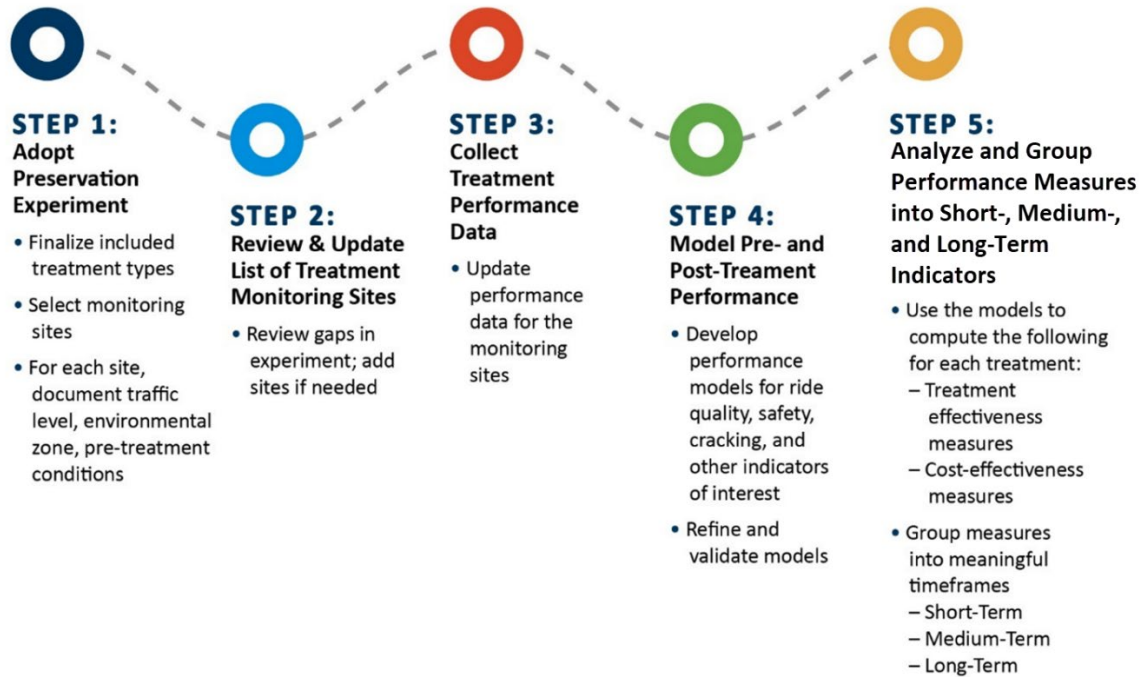 STEP 1:
Adopt
Preservation
Experiment
• Finalize included
treatment types
• Select monitoring
sites
• For each site,
document traffic
level, environmental
zone, pre-treatment
conditions
STEP 2:
Review & Update
List of Treatment
Monitoring Sites
• Review gaps in
experiment; add
sites if needed
STEP 3:
Collect
Treatment
Performance
Data
• Update
performance
data for the
monitoring
sites
STEP 4:
Model Pre- and
Post-Treament
Performance
• Develop
performance
models for ride
quality, safety,
cracking, and
other indicators
of interest
• Refine and
validate models
STEP 5:
Analyze and Group
Performance Measures
into Short-, Medium-,
and Long-Term
Indicators
• Use the models to
compute the following
for each treatment:
– Treatment
effectiveness
measures
– Cost-effectiveness
measures
• Group measures
into meaningful
timeframes
– Short-Term
– Medium-Term
– Long-Term